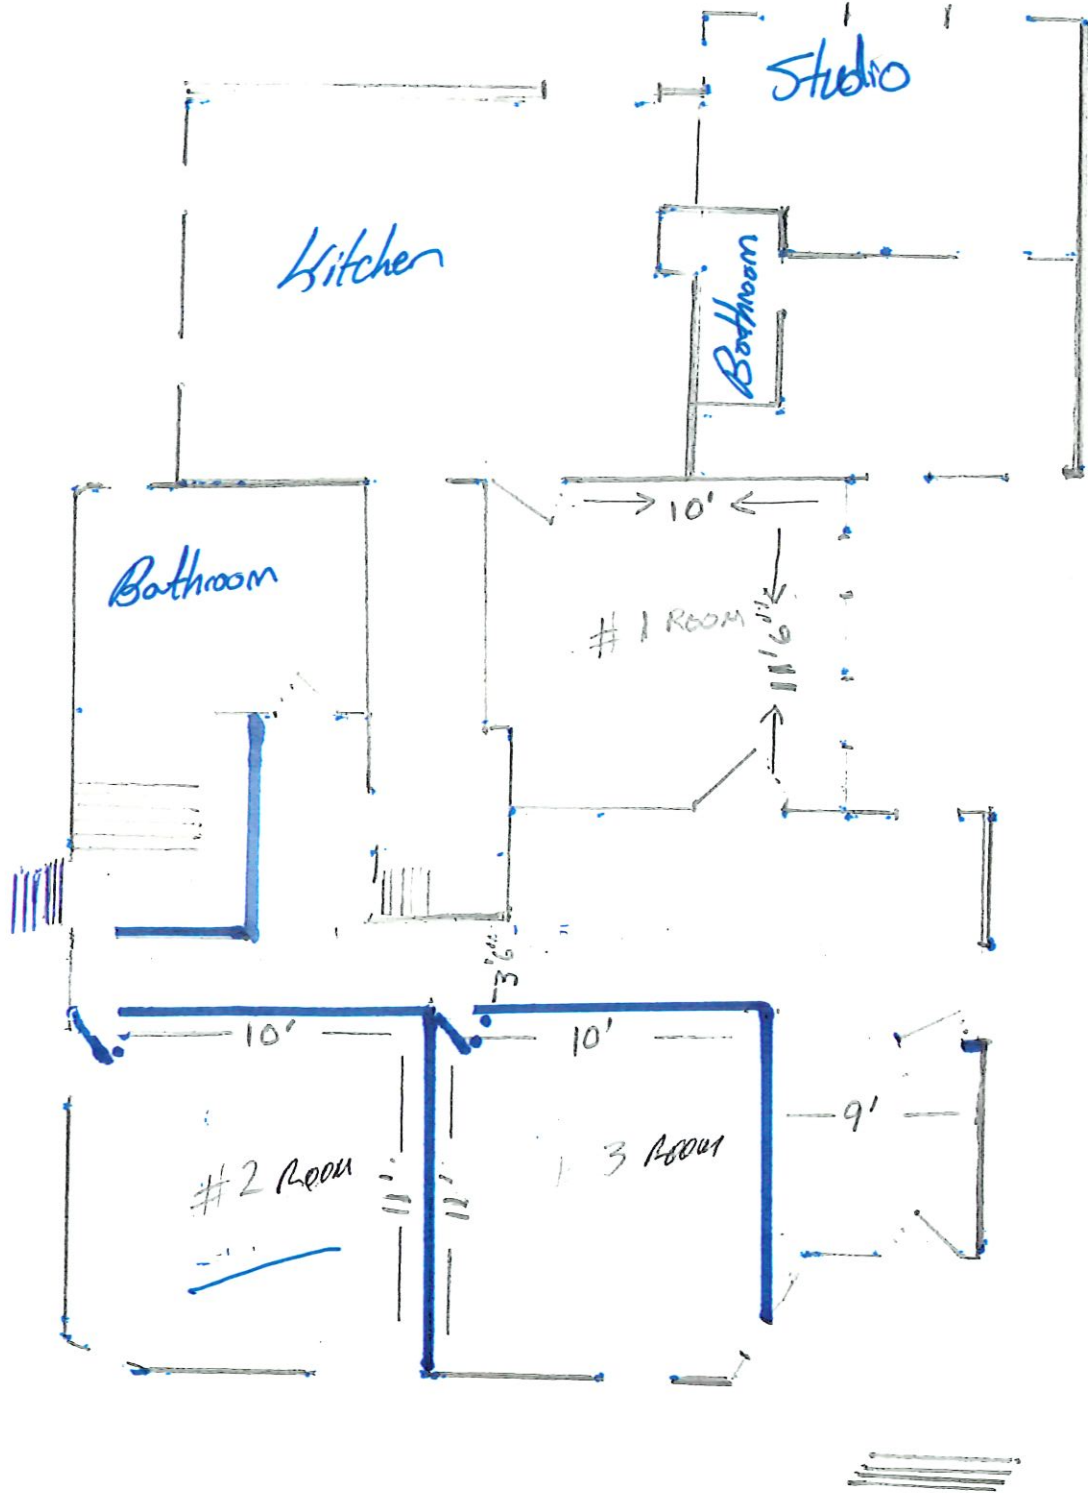 Studio
Kitchen
Bathroom
10'
Bathroom
# 1 ROOM
11'6"
3'6"
10'
10'
9'
#2 ROOM
11'
11'
3 ROOM